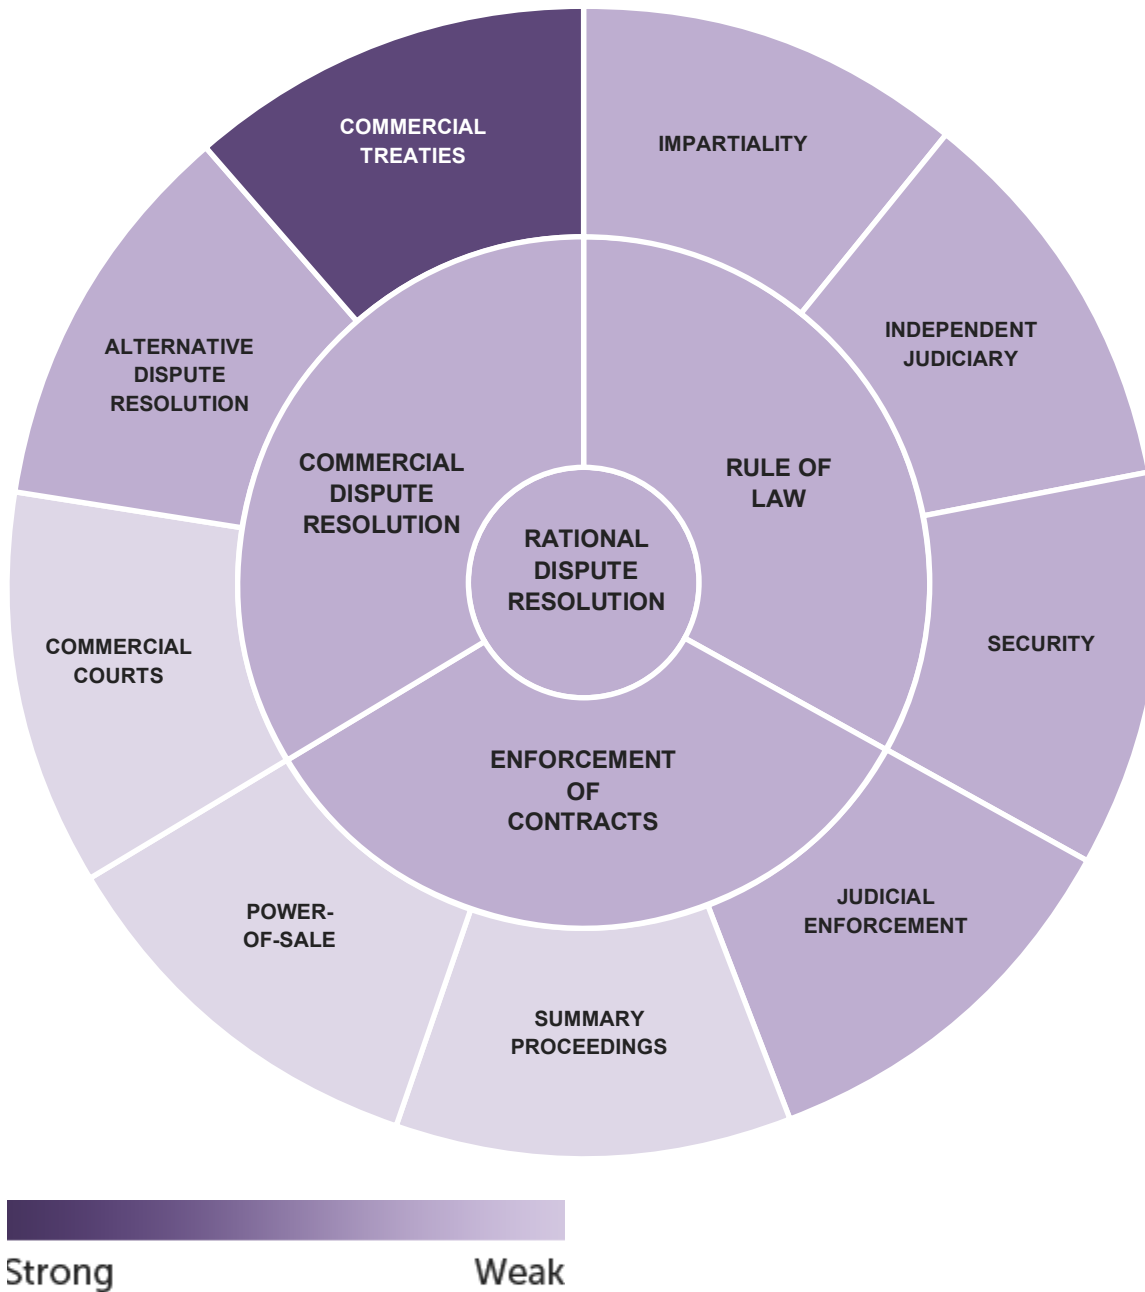 COMMERCIAL
TREATIES
IMPARTIALITY
INDEPENDENT
JUDICIARY
ALTERNATIVE
DISPUTE
RESOLUTION
COMMERCIAL
DISPUTE
RESOLUTION
RULE OF
LAW
RATIONAL
DISPUTE
RESOLUTION
COMMERCIAL
COURTS
SECURITY
ENFORCEMENT
OF
CONTRACTS
POWER-
OF-SALE
JUDICIAL
ENFORCEMENT
SUMMARY
PROCEEDINGS
Strong
Weak